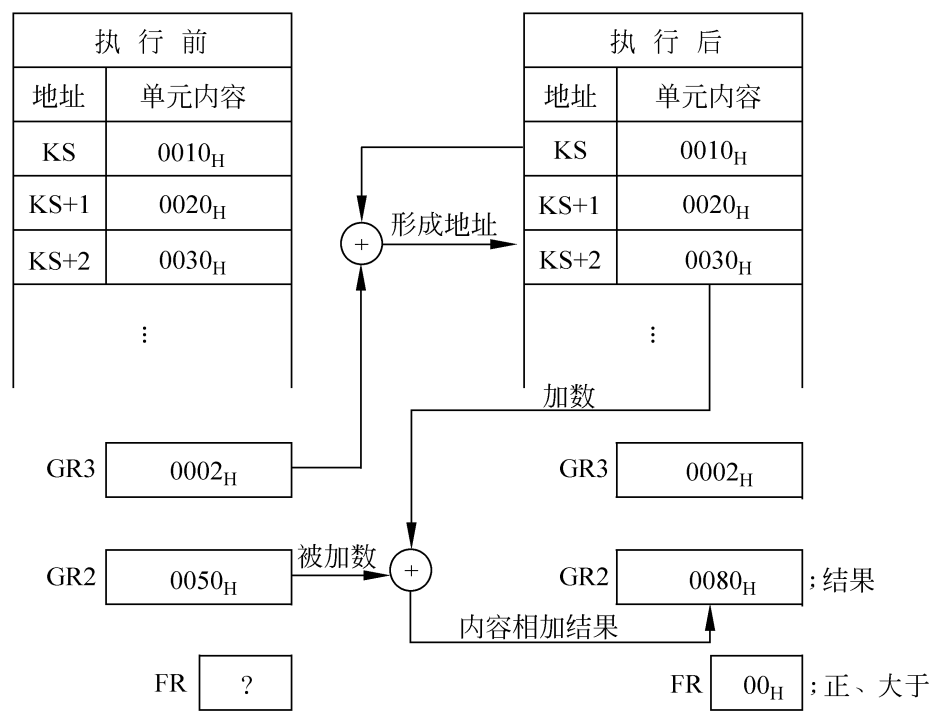 执行前 执行后
地址 单元内容 地址 单元内容
KS 0010H KS 0010H
KS+1 0020H KS+1 0020H
+ 形成地址
KS+2 0030H KS+2 0030H
⋮ ⋮
加数
GR3 0002H GR3 0002H
被加数
GR2 0050H + GR2 0080H ;结果
内容相加结果
FR ? FR 00H ;正、大于